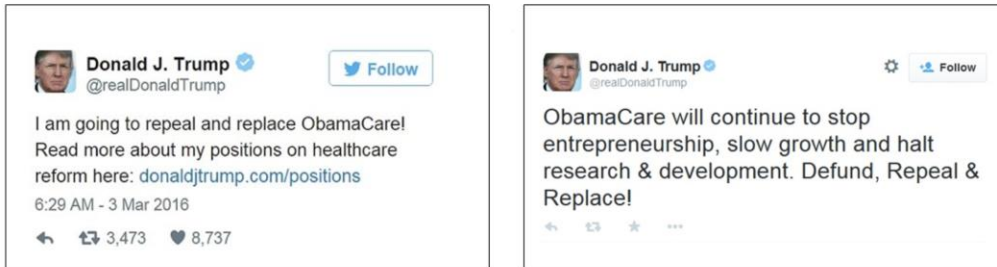 Donald J. Trump
@realDonaldTrump
Follow
I am going to repeal and replace ObamaCare!
Read more about my positions on healthcare
reform here: donaldjtrump.com/positions
6:29 AM - 3 Mar 2016
3,473 8,737
Donald J. Trump
@realDonaldTrump
Follow
ObamaCare will continue to stop
entrepreneurship, slow growth and halt
research & development. Defund, Repeal &
Replace!